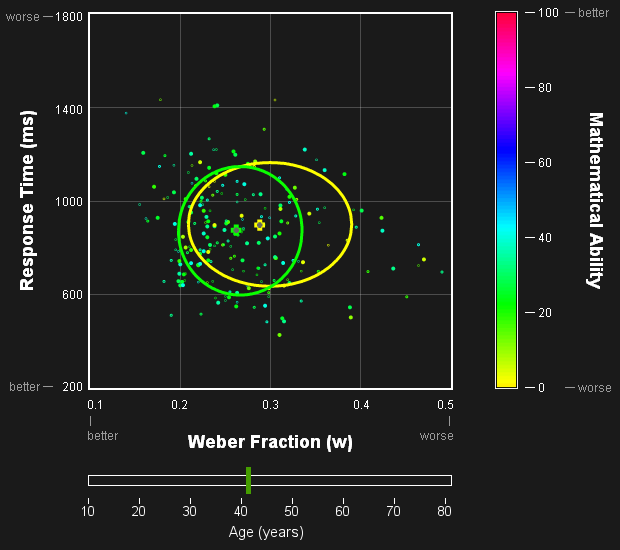 worse
1800
1400
1000
600
better
200
Response Time (ms)
0.1
0.2
0.3
0.4
0.5
better
worse
Weber Fraction (w)
10
20
30
40
50
60
70
80
Age (years)
100
better
80
60
40
20
0
worse
Mathematical Ability